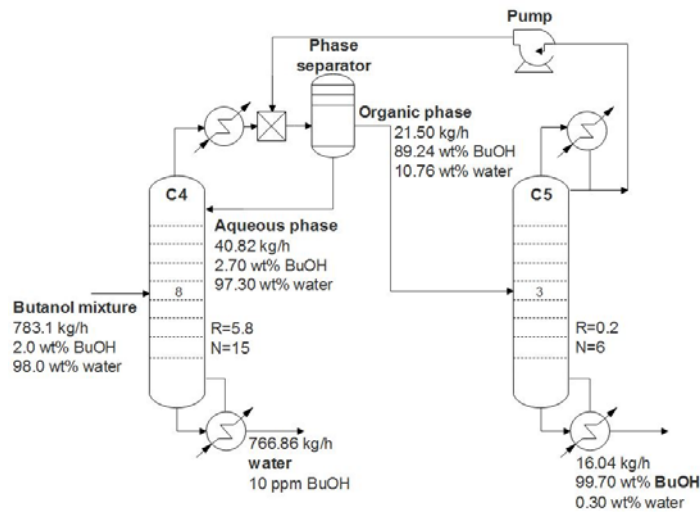 Pump
Phase
separator
Organic phase
21.50 kg/h
89.24 wt% BuOH
10.76 wt% water
C4
C5
Aqueous phase
40.82 kg/h
2.70 wt% BuOH
97.30 wt% water
8
3
Butanol mixture
783.1 kg/h
2.0 wt% BuOH
98.0 wt% water
R=5.8
N=15
R=0.2
N=6
766.86 kg/h
water
10 ppm BuOH
16.04 kg/h
99.70 wt% BuOH
0.30 wt% water